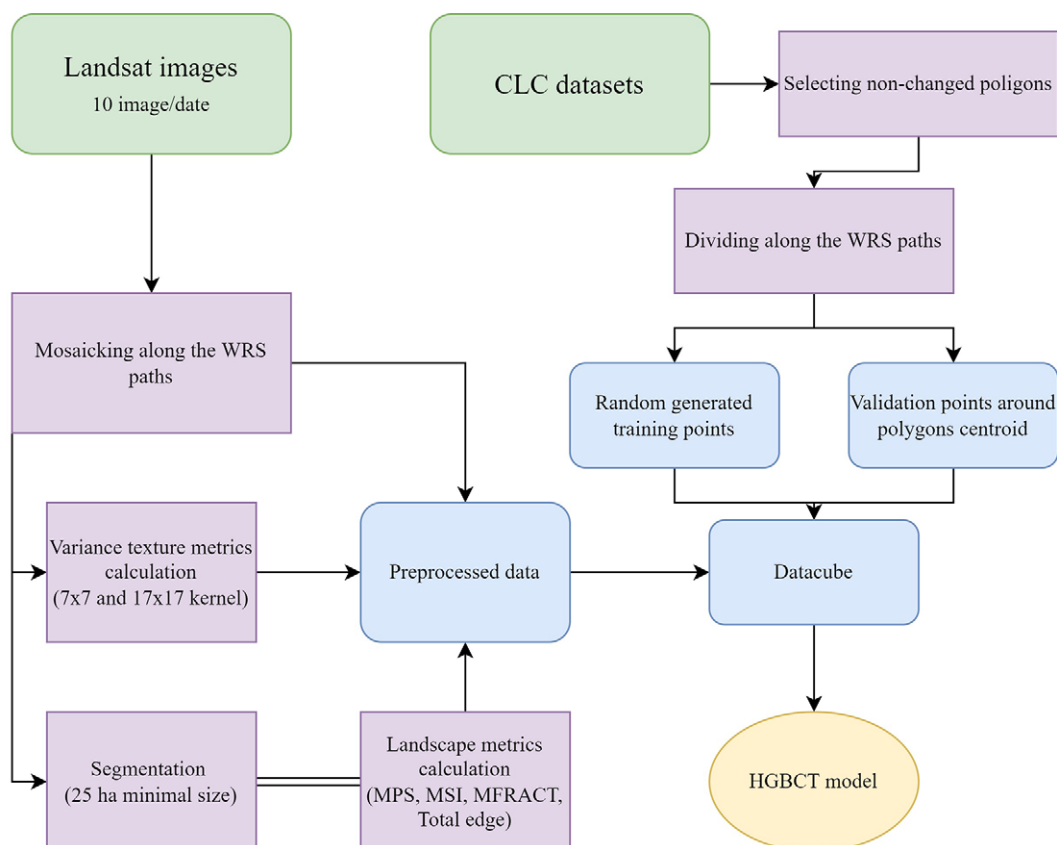 Landsat images
10 image/date
CLC datasets
Selecting non-changed poligons
Dividing along the WRS paths
Mosaicking along the WRS
paths
Random generated
training points
Validation points around
polygons centroid
Variance texture metrics
calculation
(7x7 and 17x17 kernel)
Preprocessed data
Datacube
Segmentation
(25 ha minimal size)
Landscape metrics
calculation
(MPS, MSI, MFRACT,
Total edge)
HGBCT model